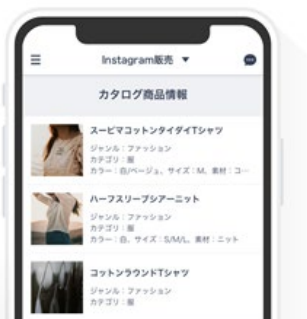 Instagram販売 ▼
カタログ商品情報
スーピマコットンタイダイTシャツ
ジャンル：ファッション
カテゴリ：服
カラー：白/ベージュ、サイズ：M、素材：コ…
ハーフスリーブシアーニット
ジャンル：ファッション
カテゴリ：服
カラー：白、サイズ：S/M/L、素材：ニット
コットンラウンドTシャツ
ジャンル：ファッション
カテゴリ：服